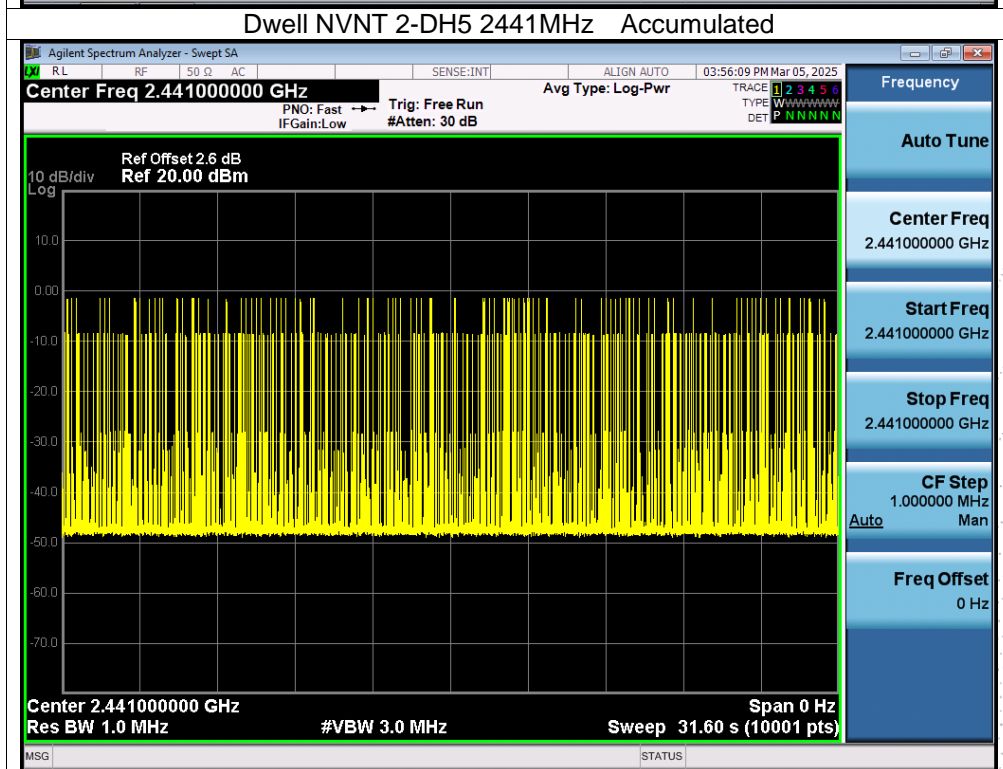 Dwell NVNT 2-DH5 2441MHz Accumulated
Agilent Spectrum Analyzer - Swept SA
LXI RL RF 50 Ω AC SENSE:INT ALIGN AUTO 03:56:09 PM Mar 05, 2025
Center Freq 2.441000000 GHz
PNO: Fast
IFGain:Low
Trig: Free Run
#Atten: 30 dB
Avg Type: Log-Pwr
TRACE 1 2 3 4 5 6
TYPE WWWWWWW
DET P N N N N N
Ref Offset 2.6 dB
10 dB/div Ref 20.00 dBm
Log
10.0
0.00
-10.0
-20.0
-30.0
-40.0
-50.0
-60.0
-70.0
Center 2.441000000 GHz Span 0 Hz
Res BW 1.0 MHz #VBW 3.0 MHz Sweep 31.60 s (10001 pts)
MSG STATUS
Frequency
Auto Tune
Center Freq
2.441000000 GHz
Start Freq
2.441000000 GHz
Stop Freq
2.441000000 GHz
CF Step
1.000000 MHz
Auto Man
Freq Offset
0 Hz